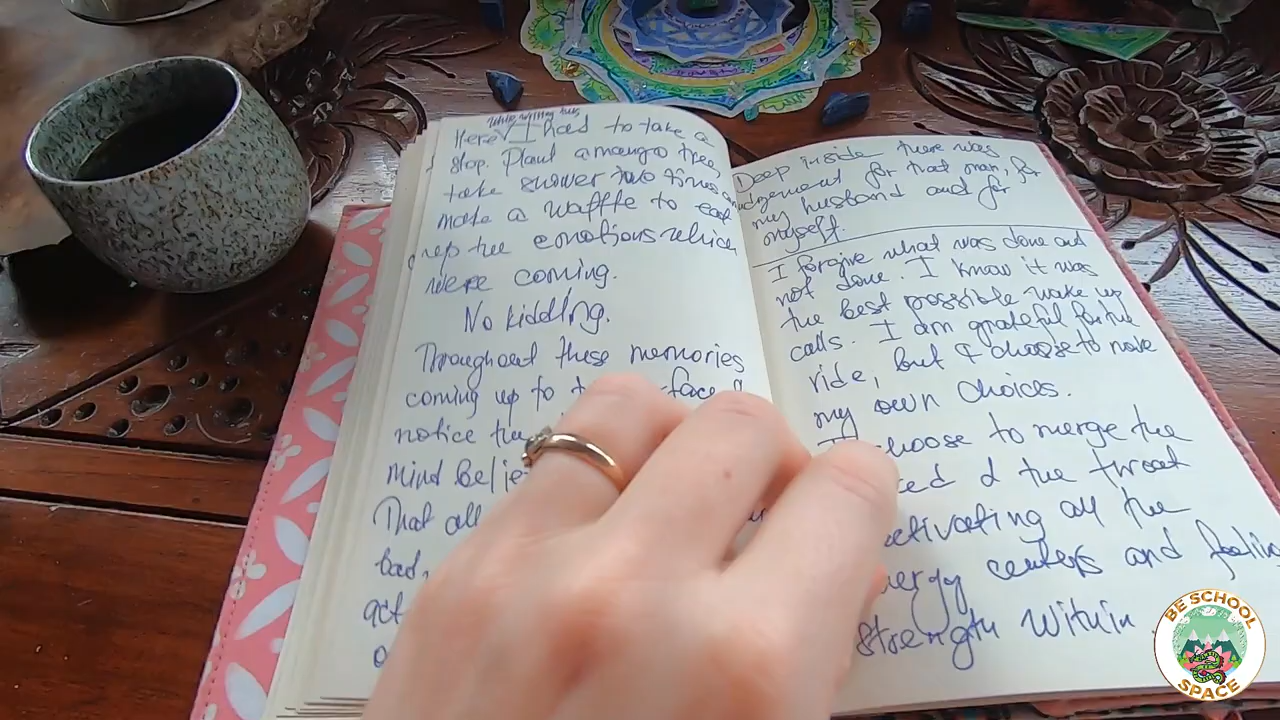 while writing this
Here I had to take a
stop. Plant a mango tree
take shower two times
make a waffle to eat
up the emotions which
were coming.
No kidding.
Throughout these memories
coming up to
notice
mind
That all
bad,
Deep inside there was
judgement for that man, for
my husband and for
myself.
I forgive what was done and
not done. I know it was
the best possible wake up
calls. I am grateful for the
ride, but I choose to make
my own choices.
choose to merge the
& the throat
activating all the
energy centers and feeling
strength within
BE SCHOOL
SPACE